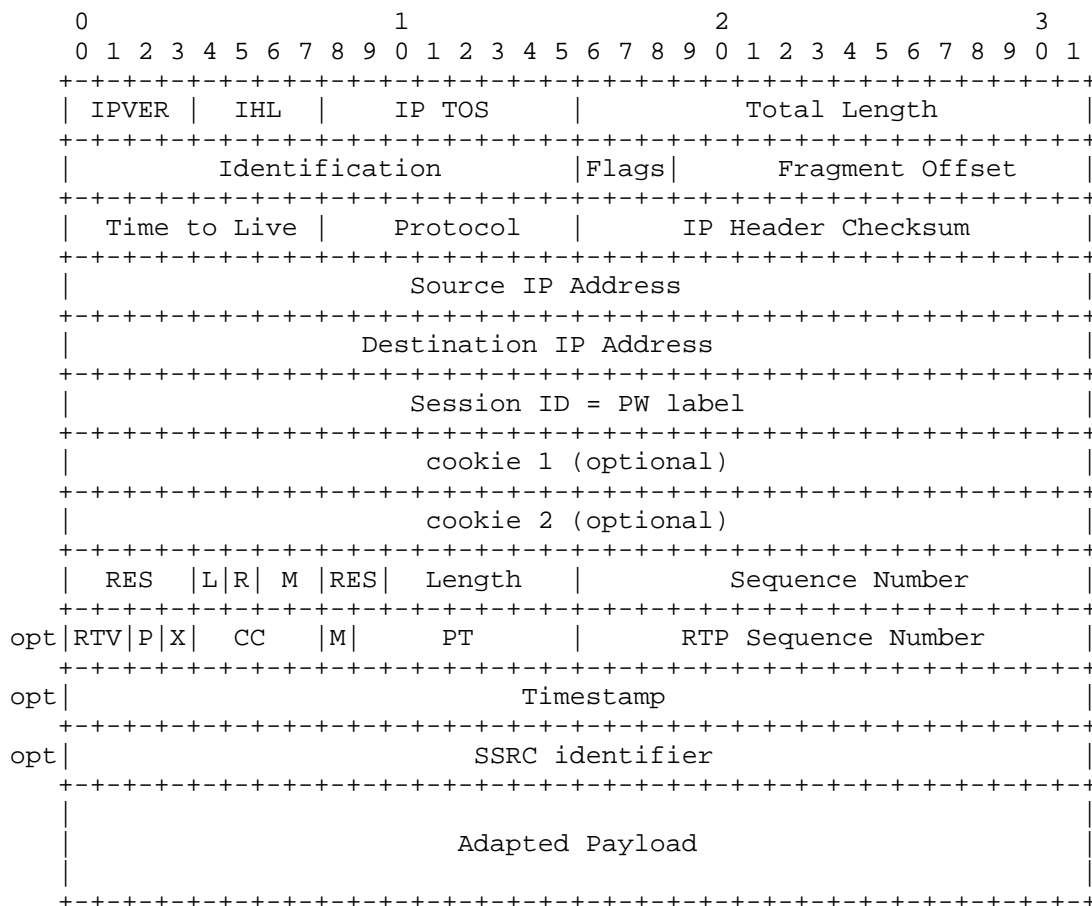 0                   1                   2                   3
 0 1 2 3 4 5 6 7 8 9 0 1 2 3 4 5 6 7 8 9 0 1 2 3 4 5 6 7 8 9 0 1
+-+-+-+-+-+-+-+-+-+-+-+-+-+-+-+-+-+-+-+-+-+-+-+-+-+-+-+-+-+-+-+-+
| IPVER |  IHL  |    IP TOS     |          Total Length         |
+-+-+-+-+-+-+-+-+-+-+-+-+-+-+-+-+-+-+-+-+-+-+-+-+-+-+-+-+-+-+-+-+
|         Identification        |Flags|      Fragment Offset    |
+-+-+-+-+-+-+-+-+-+-+-+-+-+-+-+-+-+-+-+-+-+-+-+-+-+-+-+-+-+-+-+-+
|  Time to Live |    Protocol   |      IP Header Checksum       |
+-+-+-+-+-+-+-+-+-+-+-+-+-+-+-+-+-+-+-+-+-+-+-+-+-+-+-+-+-+-+-+-+
|                     Source IP Address                         |
+-+-+-+-+-+-+-+-+-+-+-+-+-+-+-+-+-+-+-+-+-+-+-+-+-+-+-+-+-+-+-+-+
|                  Destination IP Address                       |
+-+-+-+-+-+-+-+-+-+-+-+-+-+-+-+-+-+-+-+-+-+-+-+-+-+-+-+-+-+-+-+-+
|                     Session ID = PW label                     |
+-+-+-+-+-+-+-+-+-+-+-+-+-+-+-+-+-+-+-+-+-+-+-+-+-+-+-+-+-+-+-+-+
|                      cookie 1 (optional)                      |
+-+-+-+-+-+-+-+-+-+-+-+-+-+-+-+-+-+-+-+-+-+-+-+-+-+-+-+-+-+-+-+-+
|                      cookie 2 (optional)                      |
+-+-+-+-+-+-+-+-+-+-+-+-+-+-+-+-+-+-+-+-+-+-+-+-+-+-+-+-+-+-+-+-+
|  RES  |L|R| M |RES|  Length   |         Sequence Number       |
+-+-+-+-+-+-+-+-+-+-+-+-+-+-+-+-+-+-+-+-+-+-+-+-+-+-+-+-+-+-+-+-+
opt|RTV|P|X|  CC   |M|     PT      |      RTP Sequence Number      |
+-+-+-+-+-+-+-+-+-+-+-+-+-+-+-+-+-+-+-+-+-+-+-+-+-+-+-+-+-+-+-+-+
opt|                            Timestamp                          |
+-+-+-+-+-+-+-+-+-+-+-+-+-+-+-+-+-+-+-+-+-+-+-+-+-+-+-+-+-+-+-+-+
opt|                         SSRC identifier                       |
+-+-+-+-+-+-+-+-+-+-+-+-+-+-+-+-+-+-+-+-+-+-+-+-+-+-+-+-+-+-+-+-+
|                                                               |
|                        Adapted Payload                        |
|                                                               |
+-+-+-+-+-+-+-+-+-+-+-+-+-+-+-+-+-+-+-+-+-+-+-+-+-+-+-+-+-+-+-+-+